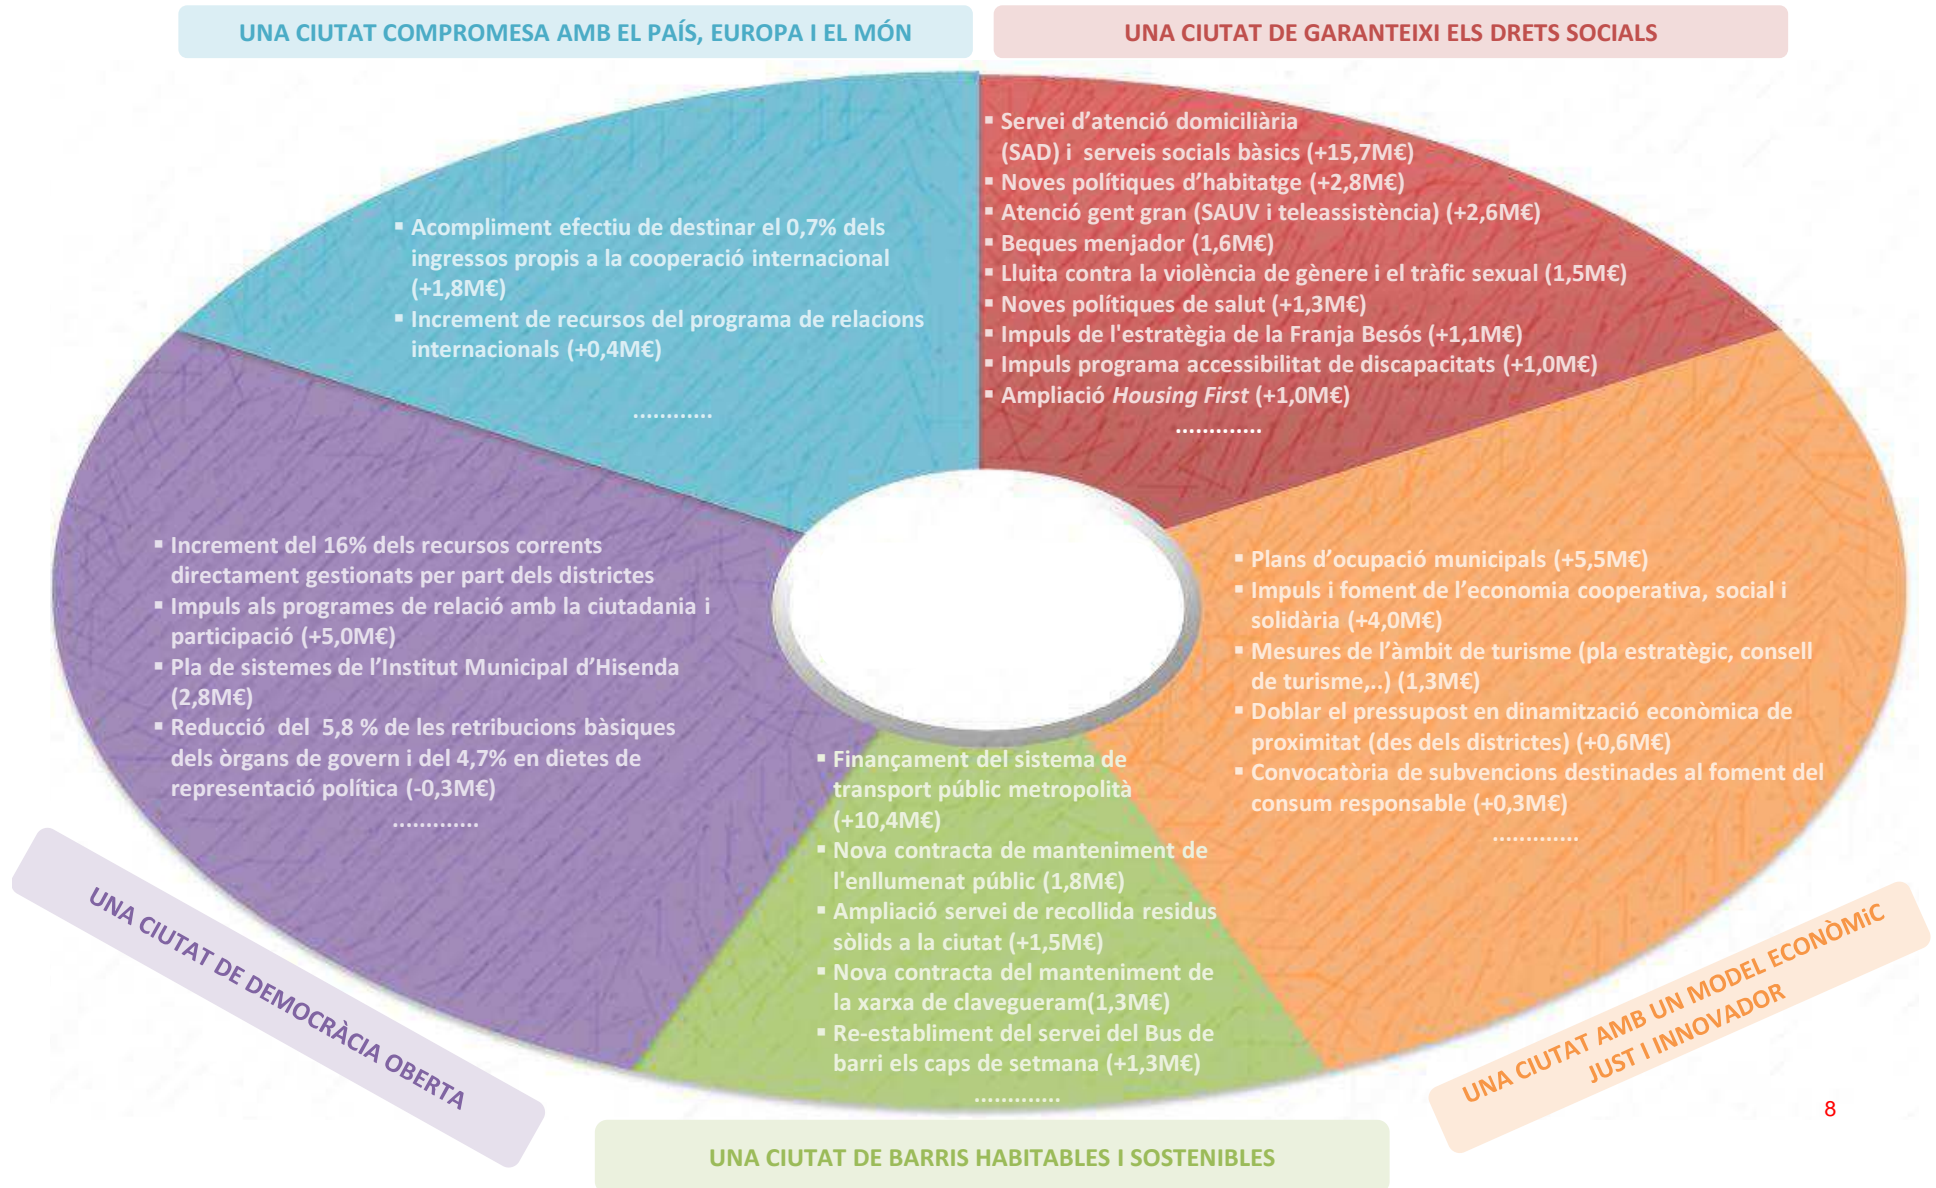 UNA CIUTAT COMPROMESA AMB EL PAÍS, EUROPA I EL MÓN
UNA CIUTAT DE GARANTEIXI ELS DRETS SOCIALS
▪ Servei d’atenció domiciliària
(SAD) i serveis socials bàsics (+15,7M€)
▪ Noves polítiques d’habitatge (+2,8M€)
▪ Atenció gent gran (SAUV i teleassistència) (+2,6M€)
▪ Beques menjador (1,6M€)
▪ Lluita contra la violència de gènere i el tràfic sexual (1,5M€)
▪ Noves polítiques de salut (+1,3M€)
▪ Impuls de l'estratègia de la Franja Besós (+1,1M€)
▪ Impuls programa accessibilitat de discapacitats (+1,0M€)
▪ Ampliació Housing First (+1,0M€)
.............
▪ Acompliment efectiu de destinar el 0,7% dels
ingressos propis a la cooperació internacional
(+1,8M€)
▪ Increment de recursos del programa de relacions
internacionals (+0,4M€)
............
▪ Increment del 16% dels recursos corrents
directament gestionats per part dels districtes
▪ Impuls als programes de relació amb la ciutadania i
participació (+5,0M€)
▪ Pla de sistemes de l’Institut Municipal d’Hisenda
(2,8M€)
▪ Reducció del 5,8 % de les retribucions bàsiques
dels òrgans de govern i del 4,7% en dietes de
representació política (-0,3M€)
.............
▪ Plans d’ocupació municipals (+5,5M€)
▪ Impuls i foment de l’economia cooperativa, social i
solidària (+4,0M€)
▪ Mesures de l’àmbit de turisme (pla estratègic, consell
de turisme,..) (1,3M€)
▪ Doblar el pressupost en dinamització econòmica de
proximitat (des dels districtes) (+0,6M€)
▪ Convocatòria de subvencions destinades al foment del
consum responsable (+0,3M€)
.............
▪ Finançament del sistema de
transport públic metropolità
(+10,4M€)
▪ Nova contracta de manteniment de
l'enllumenat públic (1,8M€)
▪ Ampliació servei de recollida residus
sòlids a la ciutat (+1,5M€)
▪ Nova contracta del manteniment de
la xarxa de clavegueram(1,3M€)
▪ Re-establiment del servei del Bus de
barri els caps de setmana (+1,3M€)
.............
UNA CIUTAT DE DEMOCRÀCIA OBERTA
UNA CIUTAT AMB UN MODEL ECONÒMiC
JUST I INNOVADOR
8
UNA CIUTAT DE BARRIS HABITABLES I SOSTENIBLES